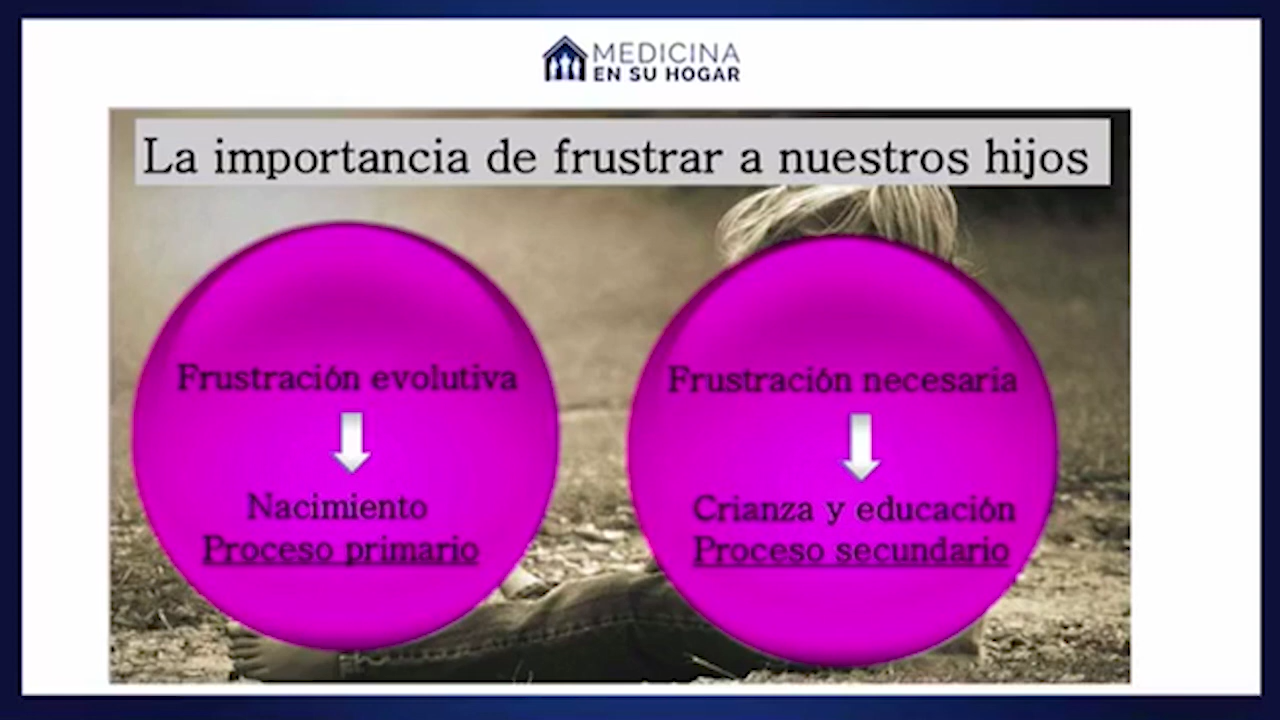 MEDICINA
EN SU HOGAR
La importancia de frustrar a nuestros hijos
Frustración evolutiva
Nacimiento
Proceso primario
Frustración necesaria
Crianza y educación
Proceso secundario